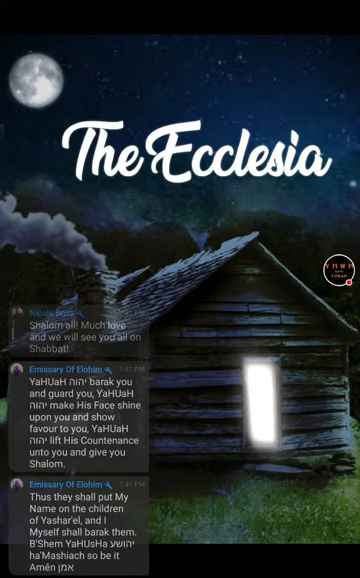 The Ecclesia
YHWH
TORAH
Shalom all! Much love
and we will see you all on
Shabbat!
Emissary Of Elohim 7:41 PM
YaHUaH יהוה barak you
and guard you, YaHUaH
יהוה make His Face shine
upon you and show
favour to you, YaHUaH
יהוה lift His Countenance
unto you and give you
Shalom.
Emissary Of Elohim 7:41 PM
Thus they shall put My
Name on the children
of Yashar'el, and I
Myself shall barak them.
B'Shem YaHUsHa יהושע
ha'Mashiach so be it
Amên אמן